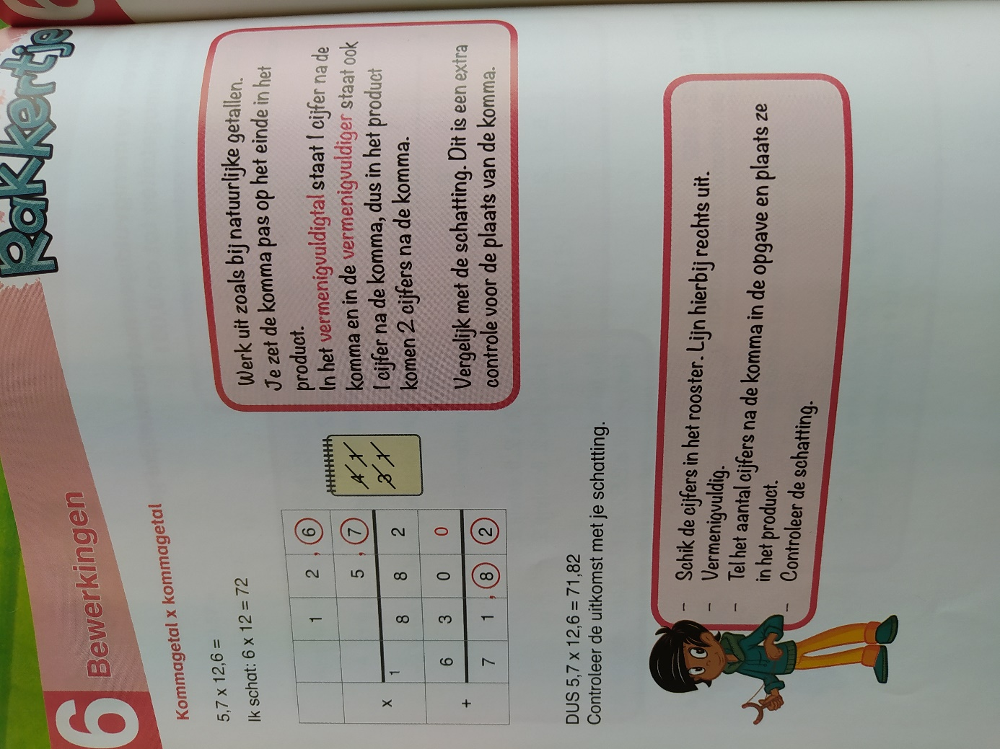 Rakkertje
6 Bewerkingen
Kommagetal x kommagetal
5,7 x 12,6 =
Ik schat: 6 x 12 = 72
1 2 , 6
x 5 , 7
1 8 8 2
+ 6 3 0 0
7 1 , 8 2
4 1
3 1
Werk uit zoals bij natuurlijke getallen.
Je zet de komma pas op het einde in het
product.
In het vermenigvuldigtal staat 1 cijfer na de
komma en in de vermenigvuldiger staat ook
1 cijfer na de komma, dus in het product
komen 2 cijfers na de komma.
Vergelijk met de schatting. Dit is een extra
controle voor de plaats van de komma.
DUS 5,7 x 12,6 = 71,82
Controleer de uitkomst met je schatting.
- Schik de cijfers in het rooster. Lijn hierbij rechts uit.
- Vermenigvuldig.
- Tel het aantal cijfers na de komma in de opgave en plaats ze
in het product.
- Controleer de schatting.